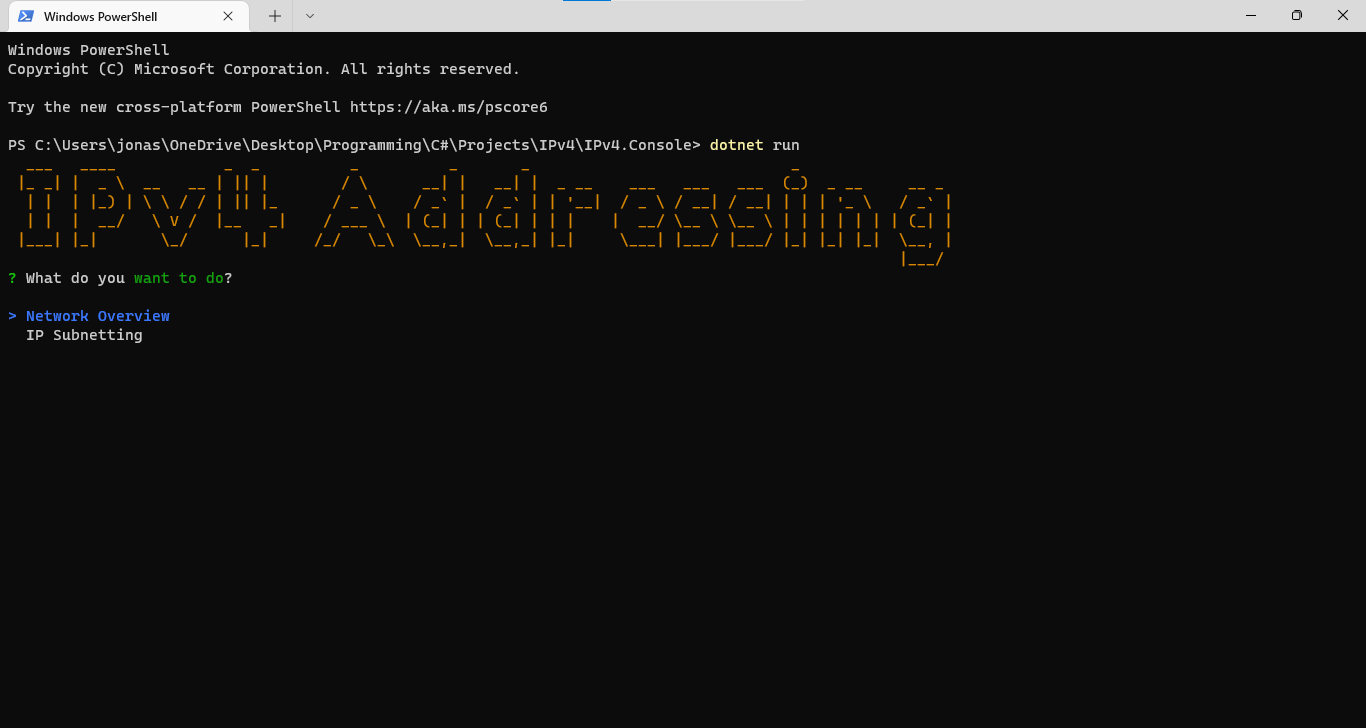 Windows PowerShell
Windows PowerShell
Copyright (C) Microsoft Corporation. All rights reserved.
Try the new cross-platform PowerShell https://aka.ms/pscore6
PS C:\Users\jonas\OneDrive\Desktop\Programming\C#\Projects\IPv4\IPv4.Console> dotnet run
IPv4 Addressing
? What do you want to do?
> Network Overview
IP Subnetting